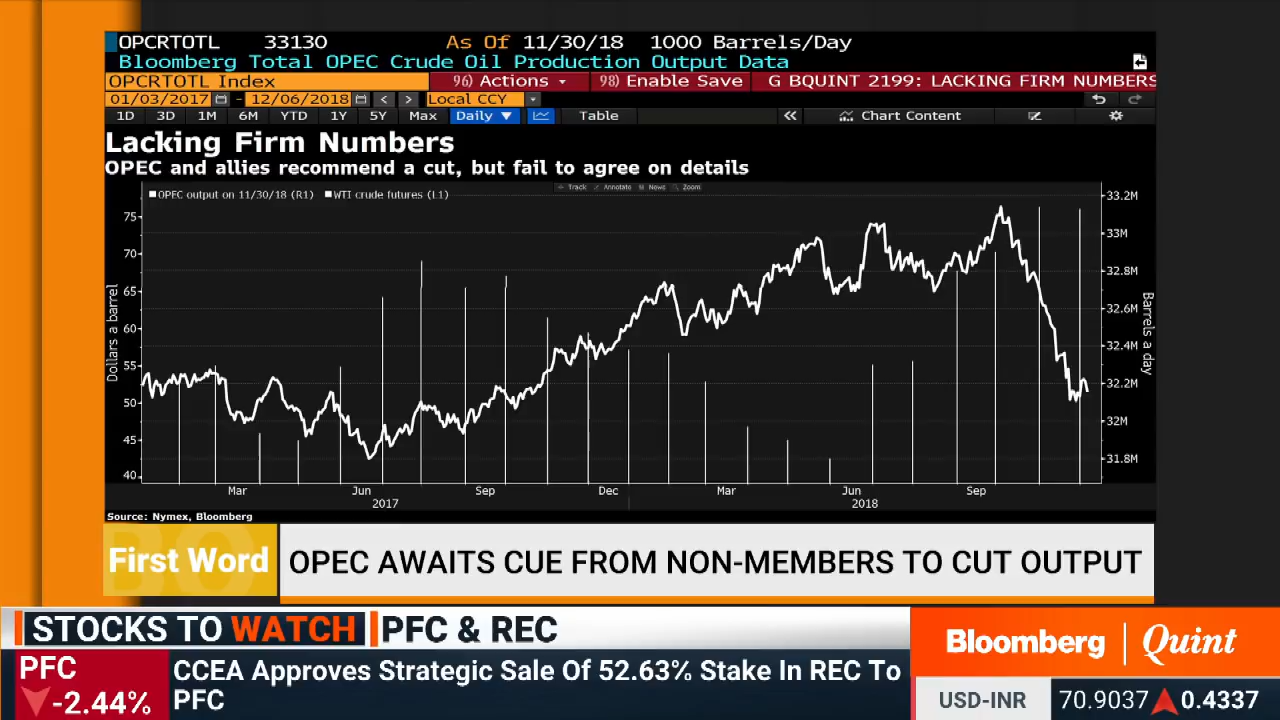 OPCRTOTL 33130 As Of 11/30/18 1000 Barrels/Day
Bloomberg Total OPEC Crude Oil Production Output Data
OPCRTOTL Index 96) Actions 98) Enable Save G BQUINT 2199: LACKING FIRM NUMBERS
01/03/2017 - 12/06/2018 < > Local CCY
1D 3D 1M 6M YTD 1Y 5Y Max Daily ▼ Table « Chart Content
Lacking Firm Numbers
OPEC and allies recommend a cut, but fail to agree on details
Track Annotate News Zoom
OPEC output on 11/30/18 (R1) WTI crude futures (L1)
75
70
65
60
55
50
45
40
Dollars a barrel
33.2M
33M
32.8M
32.6M
32.4M
32.2M
32M
31.8M
Barrels a day
Mar Jun Sep Dec Mar Jun Sep
2017 2018
Source: Nymex, Bloomberg
First Word OPEC AWAITS CUE FROM NON-MEMBERS TO CUT OUTPUT
STOCKS TO WATCH PFC & REC
PFC
-2.44%
CCEA Approves Strategic Sale Of 52.63% Stake In REC To
PFC
Bloomberg | Quint
USD-INR 70.9037 0.4337